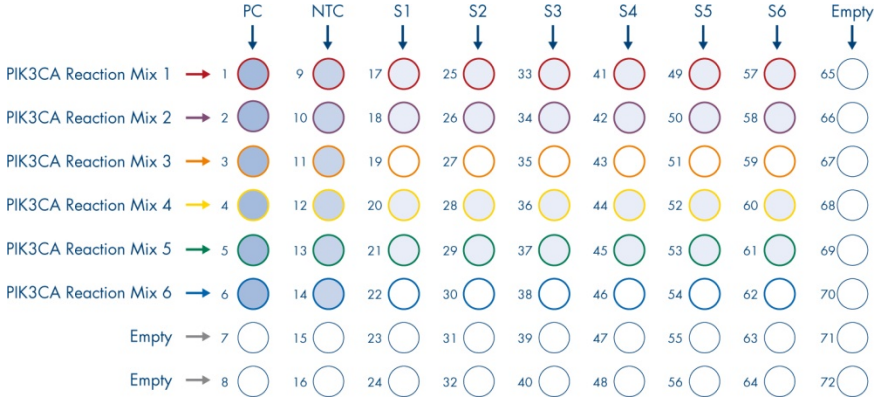 PC NTC S1 S2 S3 S4 S5 S6 Empty
PIK3CA Reaction Mix 1 1 9 17 25 33 41 49 57 65
PIK3CA Reaction Mix 2 2 10 18 26 34 42 50 58 66
PIK3CA Reaction Mix 3 3 11 19 27 35 43 51 59 67
PIK3CA Reaction Mix 4 4 12 20 28 36 44 52 60 68
PIK3CA Reaction Mix 5 5 13 21 29 37 45 53 61 69
PIK3CA Reaction Mix 6 6 14 22 30 38 46 54 62 70
Empty 7 15 23 31 39 47 55 63 71
Empty 8 16 24 32 40 48 56 64 72